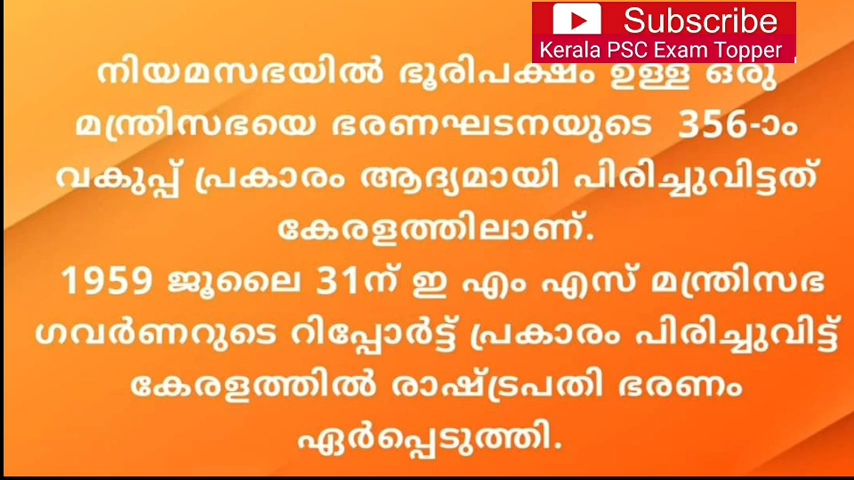 Subscribe
Kerala PSC Exam Topper
നിയമസഭയിൽ ഭൂരിപക്ഷം ഉള്ള ഒരു
മന്ത്രിസഭയെ ഭരണഘടനയുടെ 356-ാം
വകുപ്പ് പ്രകാരം ആദ്യമായി പിരിച്ചുവിട്ടത്
കേരളത്തിലാണ്.
1959 ജൂലൈ 31ന് ഇ എം എസ് മന്ത്രിസഭ
ഗവർണറുടെ റിപ്പോർട്ട് പ്രകാരം പിരിച്ചുവിട്ട്
കേരളത്തിൽ രാഷ്ട്രപതി ഭരണം
ഏർപ്പെടുത്തി.